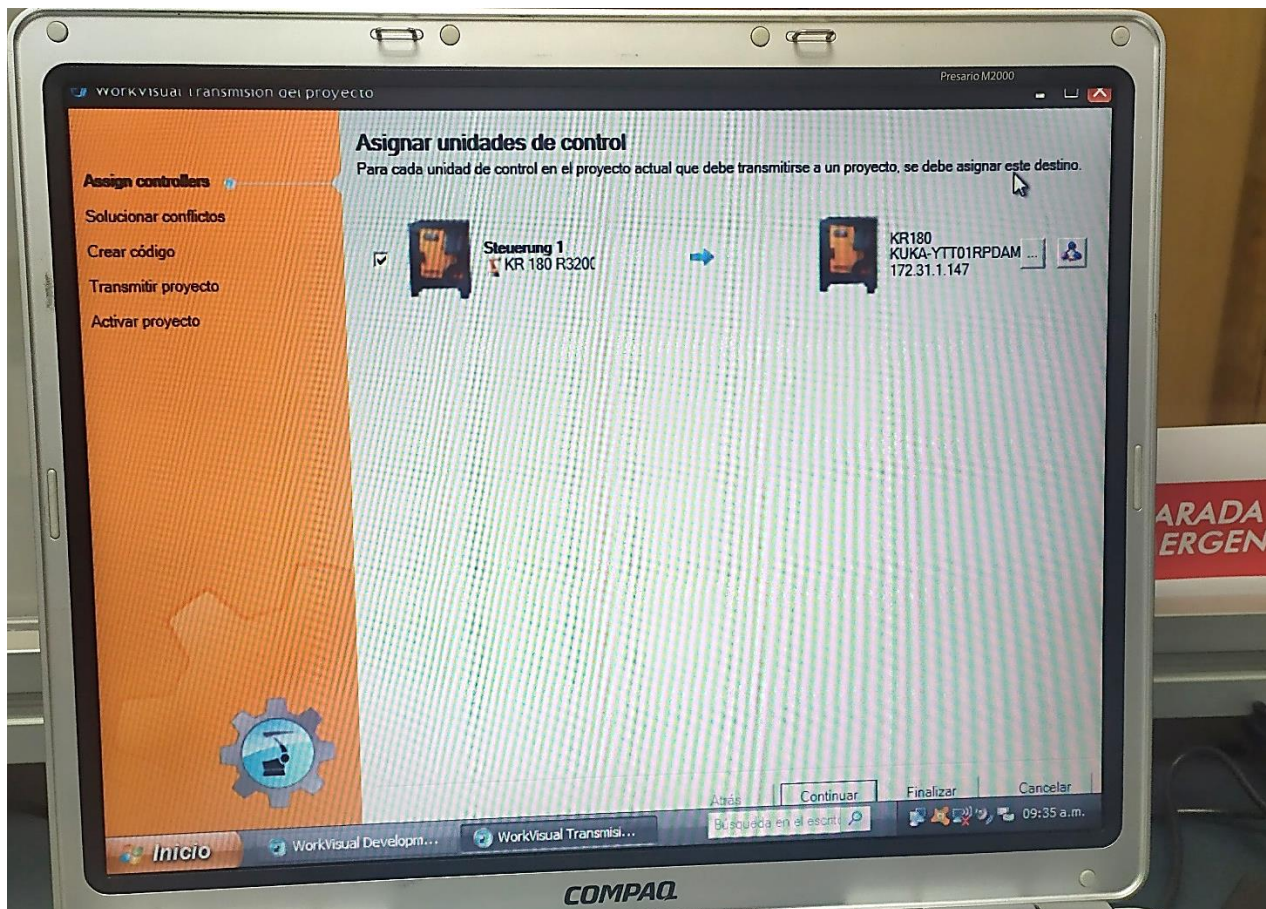 Presario M2000
WorkVisual Transmisión del proyecto
Asignar unidades de control
Para cada unidad de control en el proyecto actual que debe transmitirse a un proyecto, se debe asignar este destino.
Assign controllers
Solucionar conflictos
Crear código
Transmitir proyecto
Activar proyecto
Steuerung 1
KR 180 R3200
KR180
KUKA-YTT01RPDAM ...
172.31.1.147
ARADA
ERGEN
Atrás Continuar Finalizar Cancelar
Inicio WorkVisual Developm... WorkVisual Transmisi... Búsqueda en el escrito 09:35 a.m.
COMPAQ